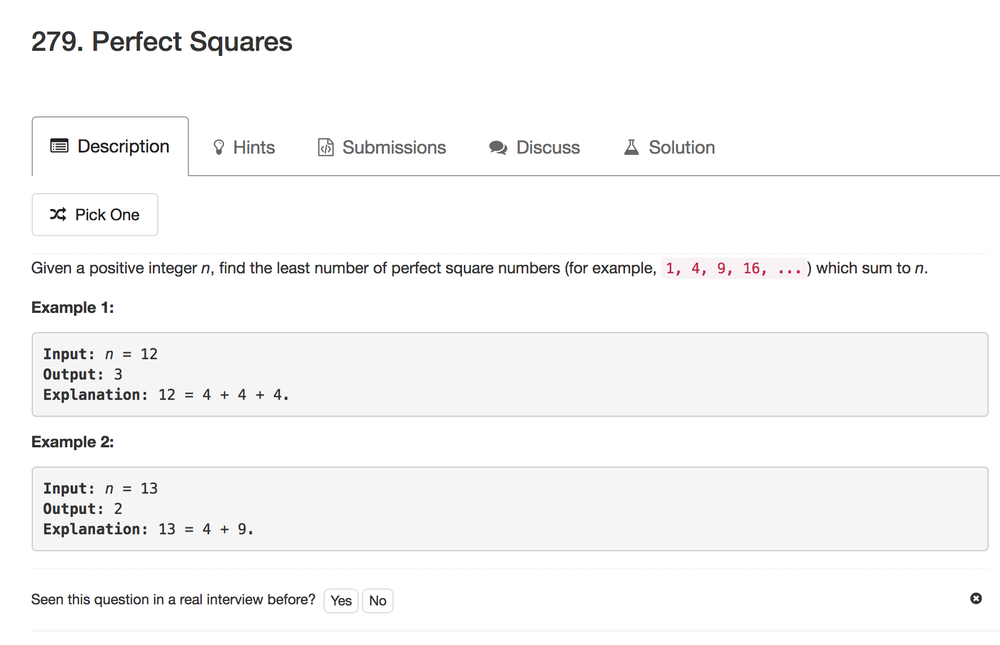 279. Perfect Squares
Description
Hints
Submissions
Discuss
Solution
Pick One
Given a positive integer n, find the least number of perfect square numbers (for example, 1, 4, 9, 16, ...) which sum to n.
Example 1:
Input: n = 12
Output: 3
Explanation: 12 = 4 + 4 + 4.
Example 2:
Input: n = 13
Output: 2
Explanation: 13 = 4 + 9.
Seen this question in a real interview before? Yes No